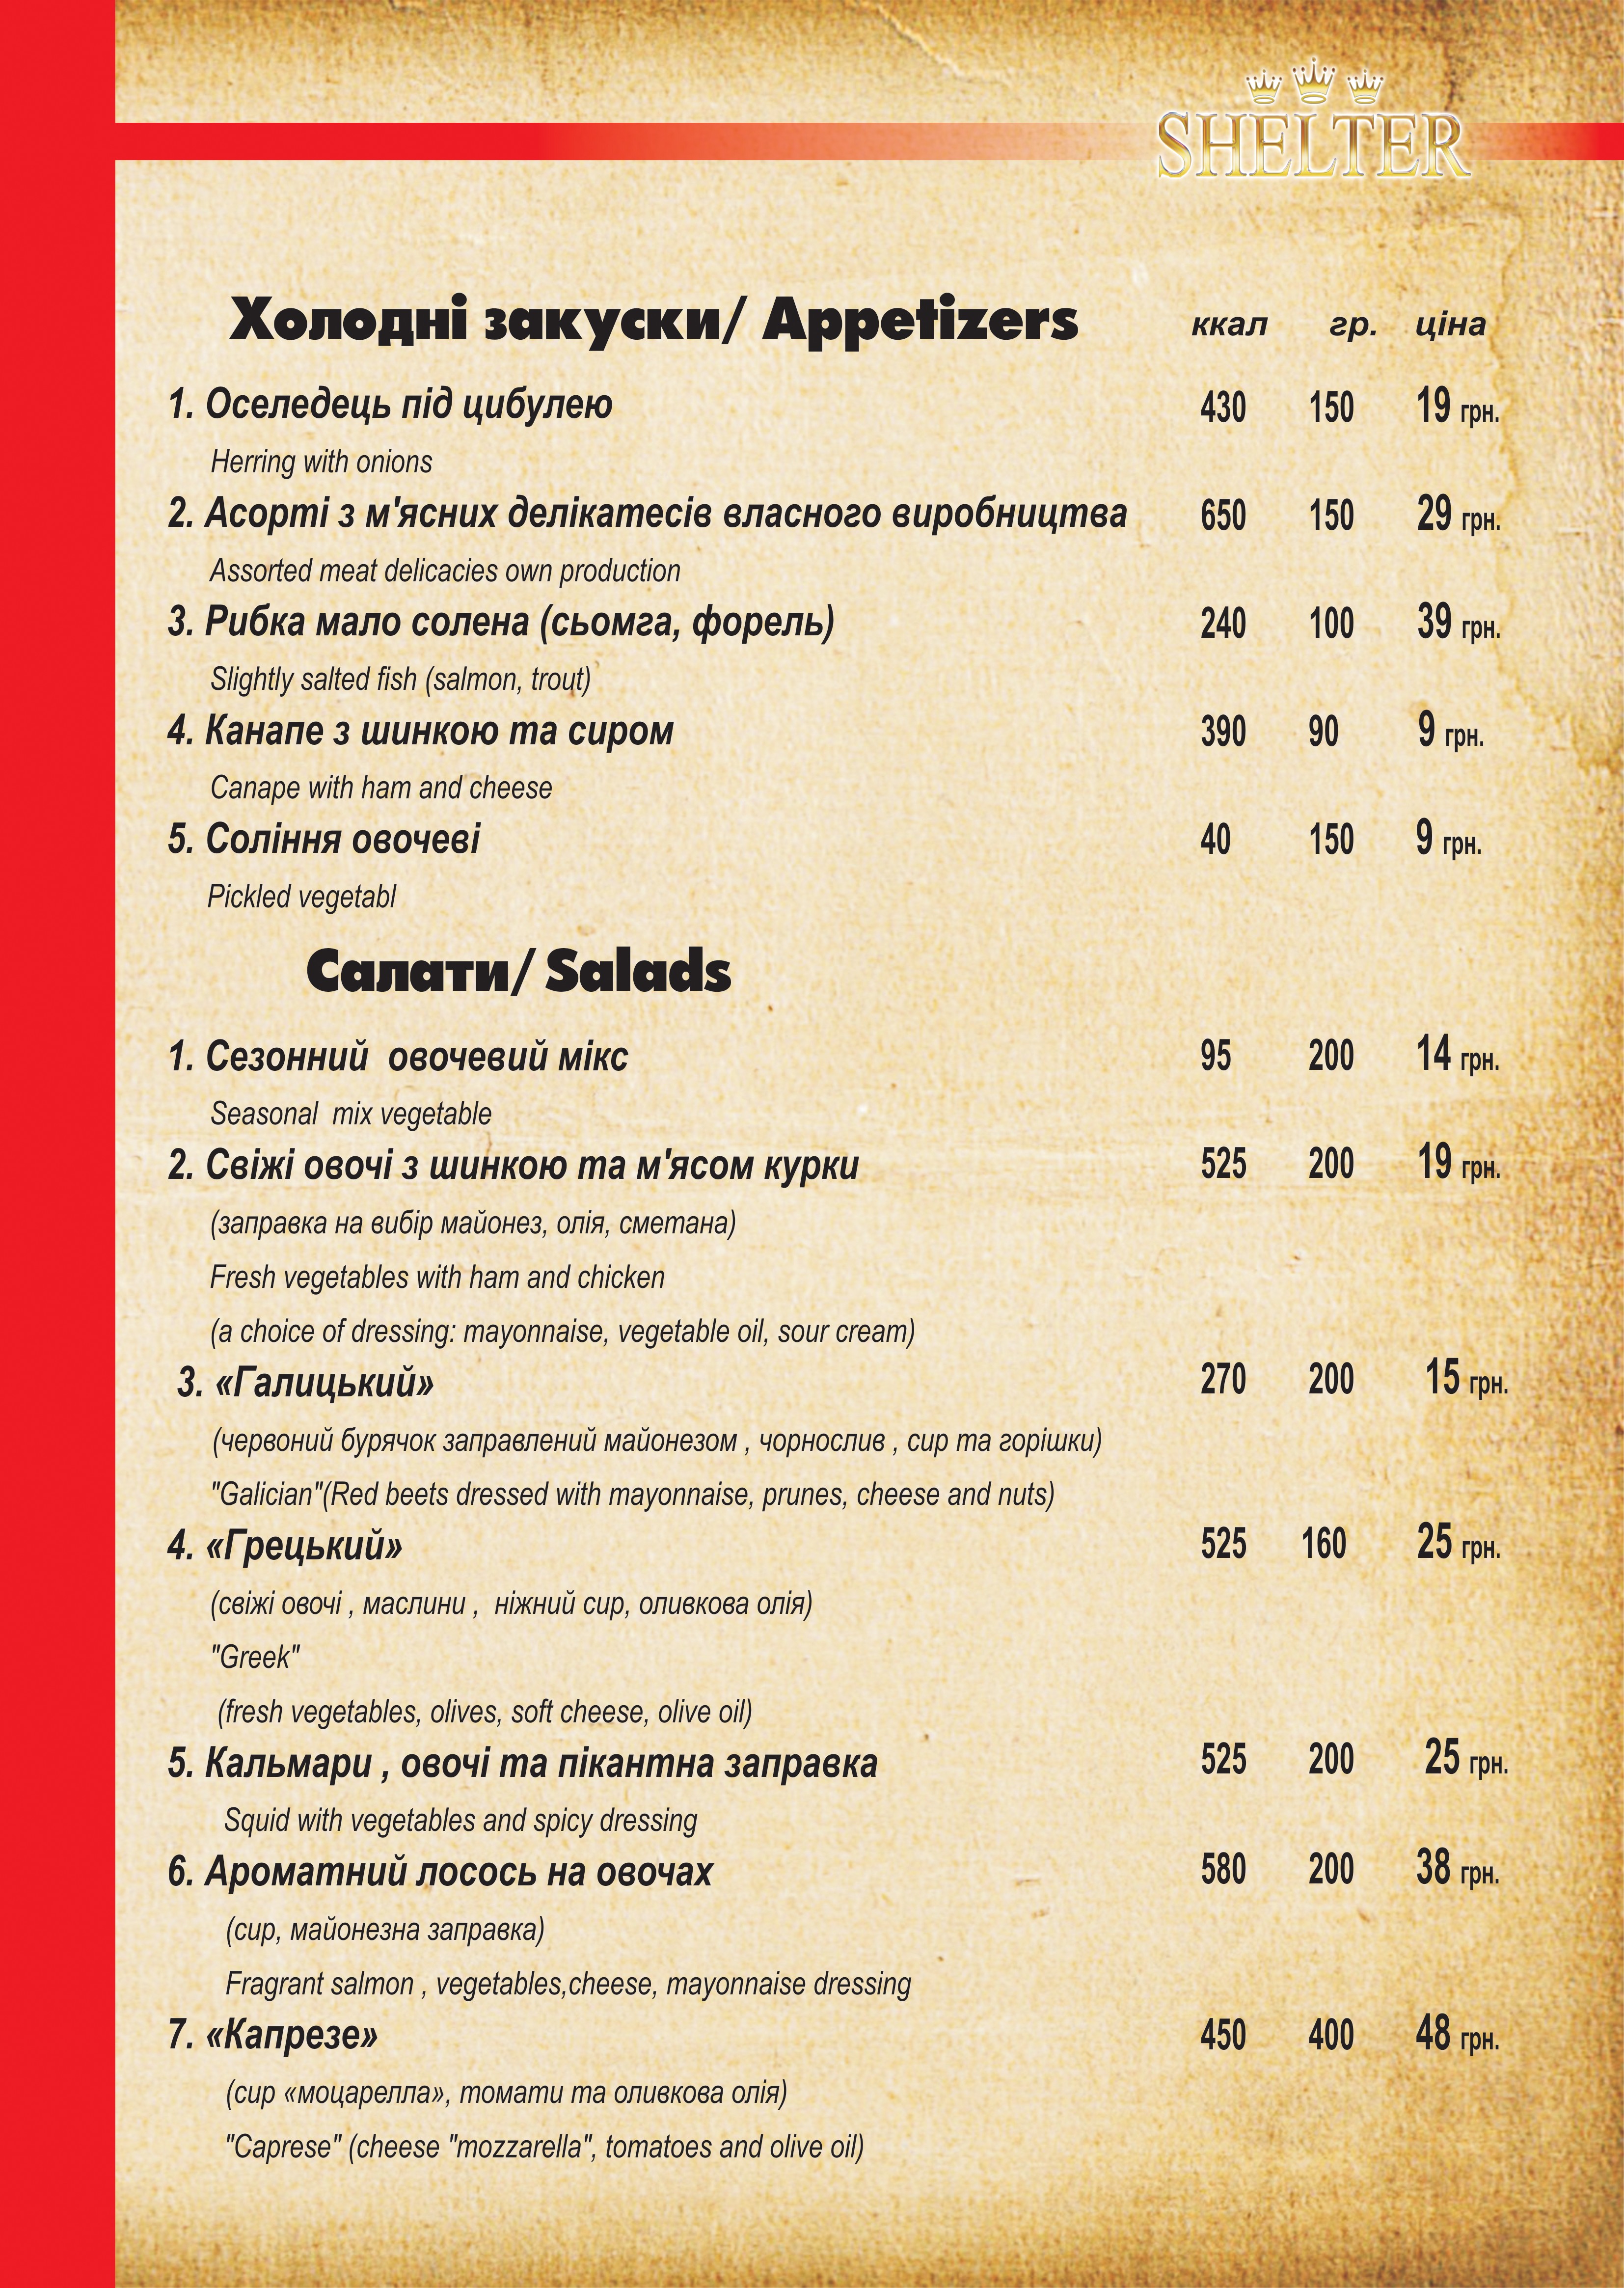 SHELTER
Холодні закуски/ Appetizers ккал гр. ціна
1. Оселедець під цибулею 430 150 19 грн.
Herring with onions
2. Асорті з м'ясних делікатесів власного виробництва 650 150 29 грн.
Assorted meat delicacies own production
3. Рибка мало солена (сьомга, форель) 240 100 39 грн.
Slightly salted fish (salmon, trout)
4. Канапе з шинкою та сиром 390 90 9 грн.
Canape with ham and cheese
5. Соління овочеві 40 150 9 грн.
Pickled vegetabl
Салати/ Salads
1. Сезонний овочевий мікс 95 200 14 грн.
Seasonal mix vegetable
2. Свіжі овочі з шинкою та м'ясом курки 525 200 19 грн.
(заправка на вибір майонез, олія, сметана)
Fresh vegetables with ham and chicken
(a choice of dressing: mayonnaise, vegetable oil, sour cream)
3. «Галицький» 270 200 15 грн.
(червоний бурячок заправлений майонезом , чорнослив , сир та горішки)
"Galician"(Red beets dressed with mayonnaise, prunes, cheese and nuts)
4. «Грецький» 525 160 25 грн.
(свіжі овочі , маслини , ніжний сир, оливкова олія)
"Greek"
(fresh vegetables, olives, soft cheese, olive oil)
5. Кальмари , овочі та пікантна заправка 525 200 25 грн.
Squid with vegetables and spicy dressing
6. Ароматний лосось на овочах 580 200 38 грн.
(сир, майонезна заправка)
Fragrant salmon , vegetables,cheese, mayonnaise dressing
7. «Капрезе» 450 400 48 грн.
(сир «моцарелла», томати та оливкова олія)
"Caprese" (cheese "mozzarella", tomatoes and olive oil)